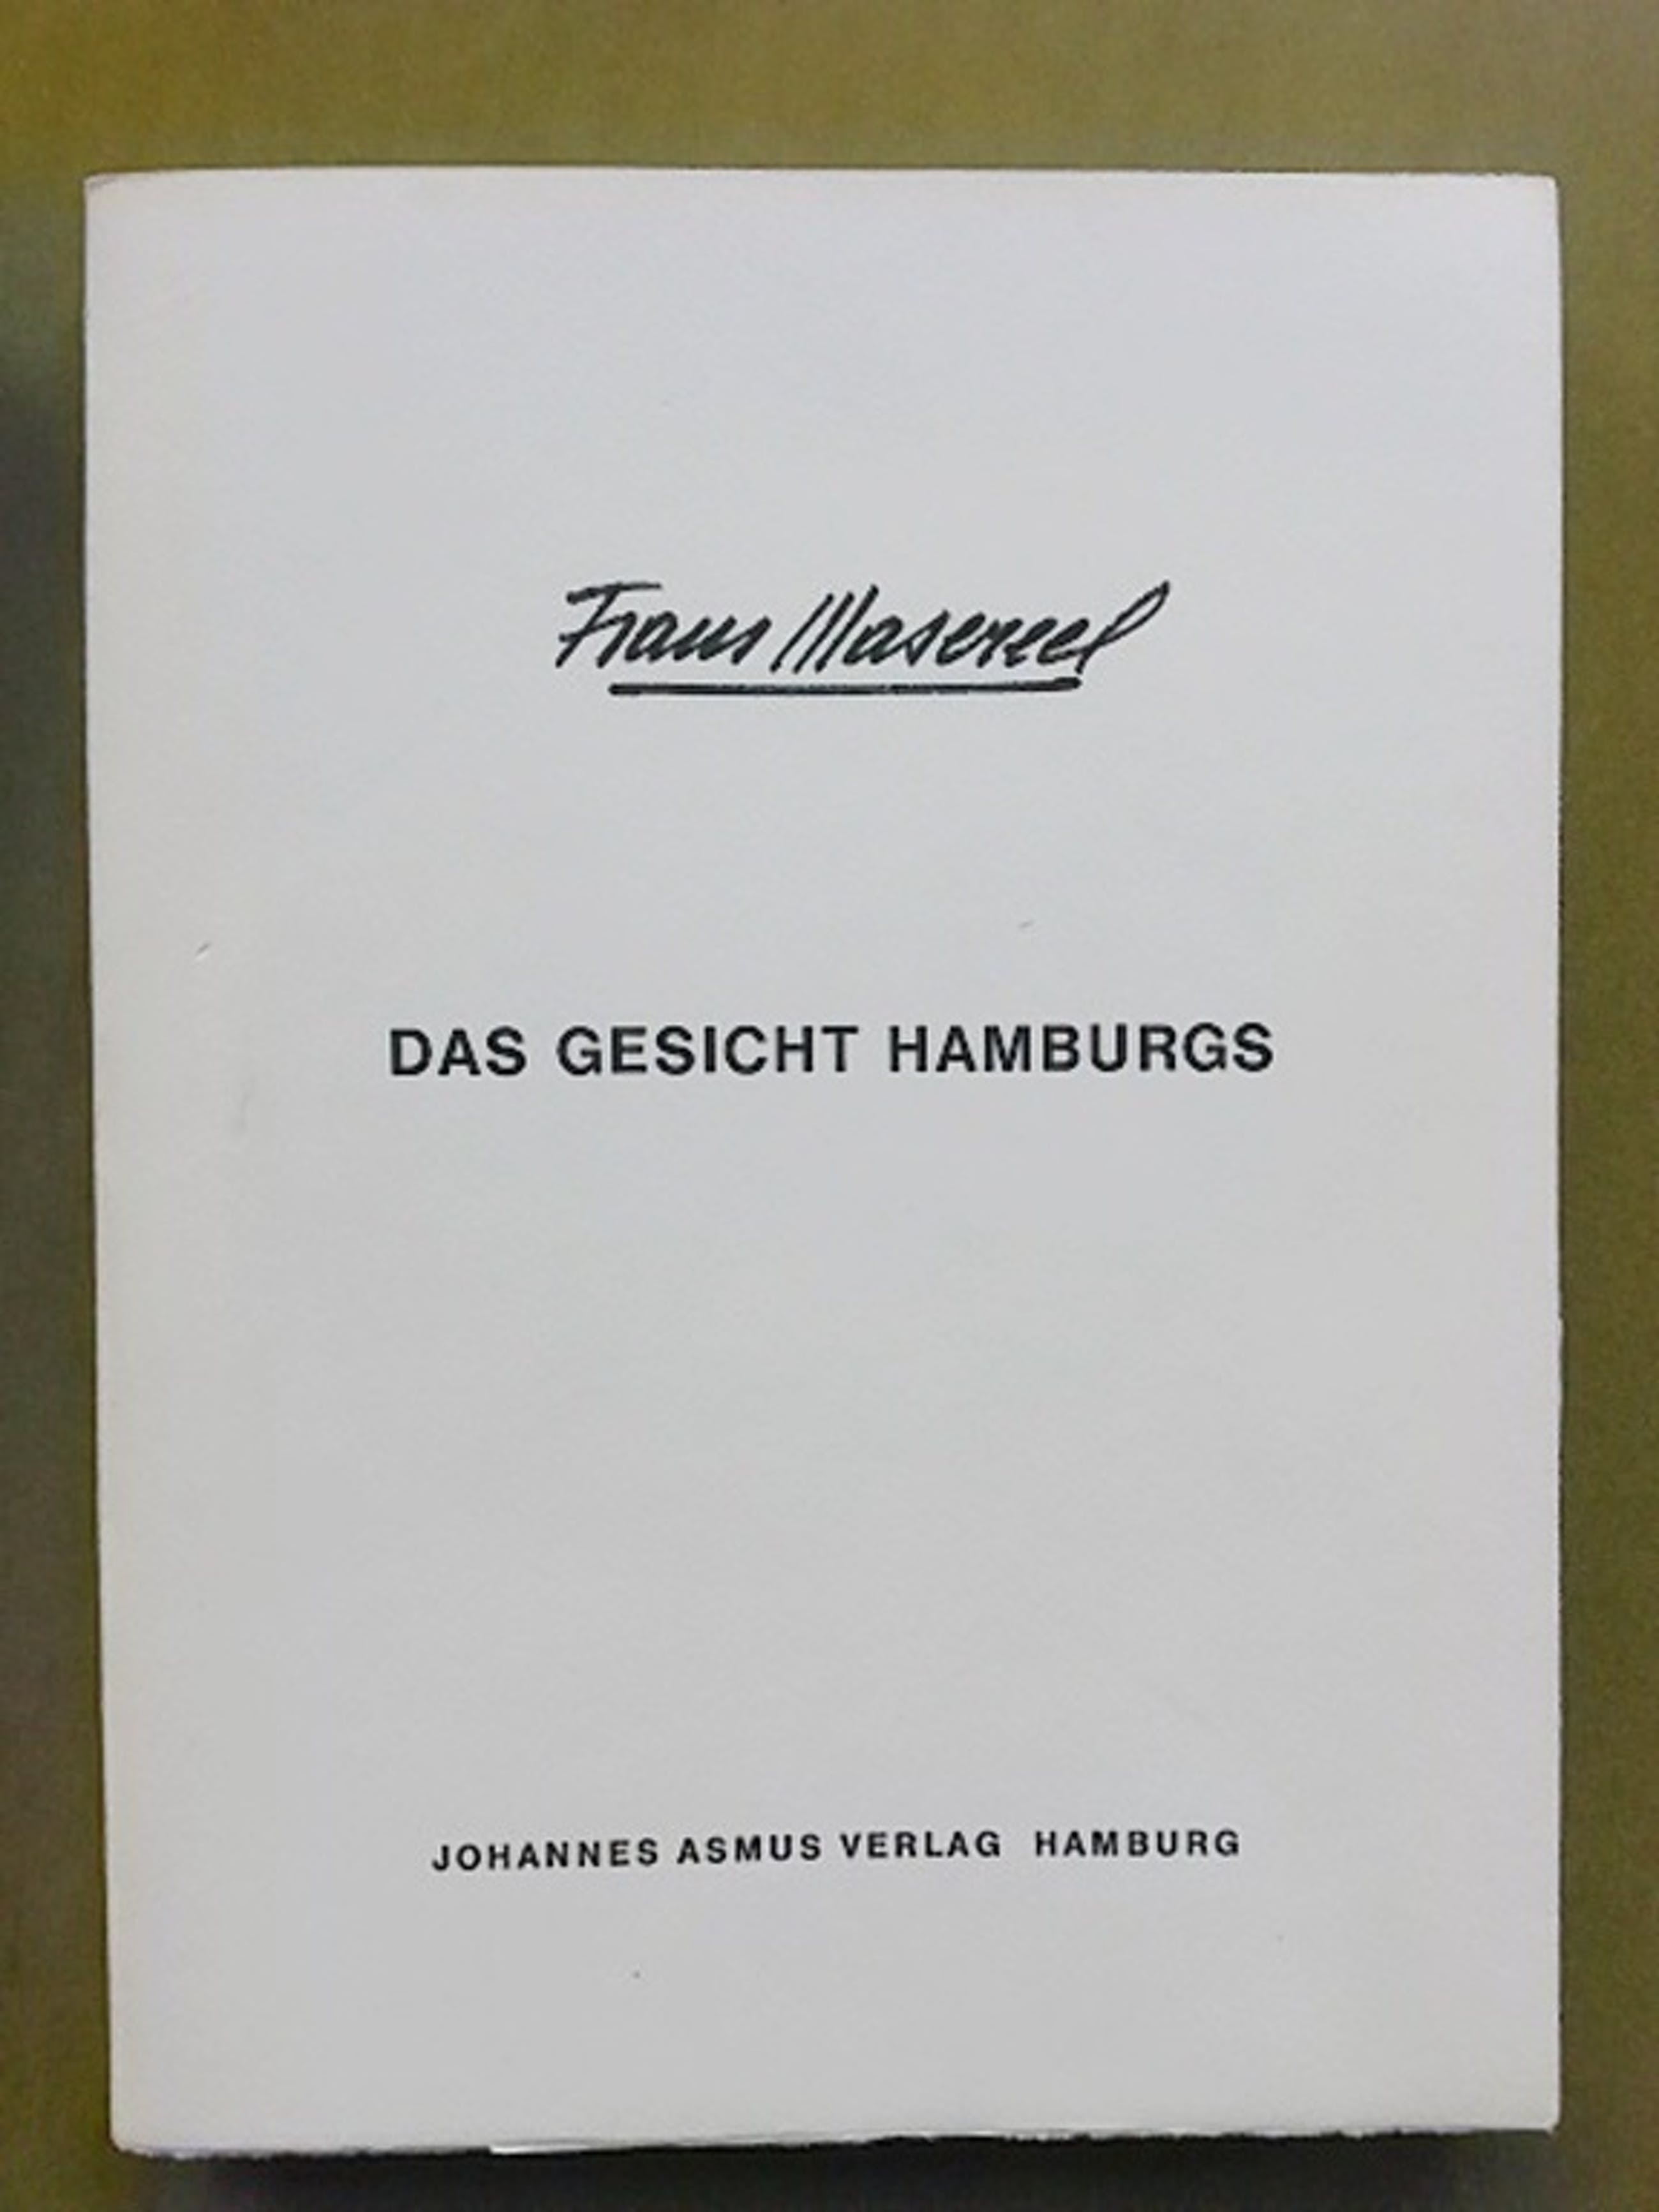 Frans Masereel
DAS GESICHT HAMBURGS
JOHANNES ASMUS VERLAG HAMBURG